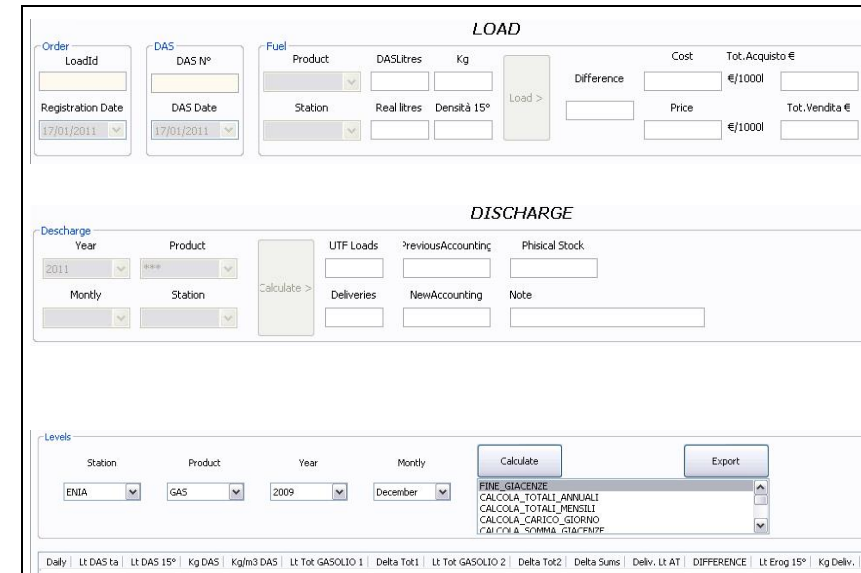 LOAD
Order
LoadId
Registration Date
17/01/2011
DAS
DAS N°
DAS Date
17/01/2011
Fuel
Product DASLitres Kg
Station Real litres Densità 15°
Load >
Difference
Cost Tot.Acquisto €
€/1000l
Price Tot.Vendita €
€/1000l
DISCHARGE
Descharge
Year Product
2011 ***
Montly Station
Calculate >
UTF Loads PreviousAccounting Phisical Stock
Deliveries NewAccounting Note
Levels
Station Product Year Montly
ENIA GAS 2009 December
Calculate Export
FINE_GIACENZE
CALCOLA_TOTALI_ANNUALI
CALCOLA_TOTALI_MENSILI
CALCOLA_CARICO_GIORNO
CALCOLA_SOMMA_GIACENZE
Daily Lt DAS ta Lt DAS 15° Kg DAS Kg/m3 DAS Lt Tot GASOLIO 1 Delta Tot1 Lt Tot GASOLIO 2 Delta Tot2 Delta Sums Deliv. Lt AT DIFFERENCE Lt Erog 15° Kg Deliv.